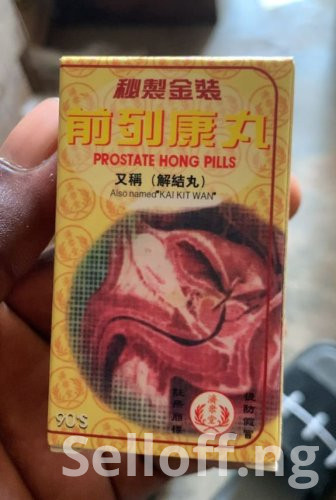 秘製金裝
前列康丸
PROSTATE HONG PILLS
又稱（解結丸）
Also named "KAI KIT WAN"
90'S
Selloff.ng